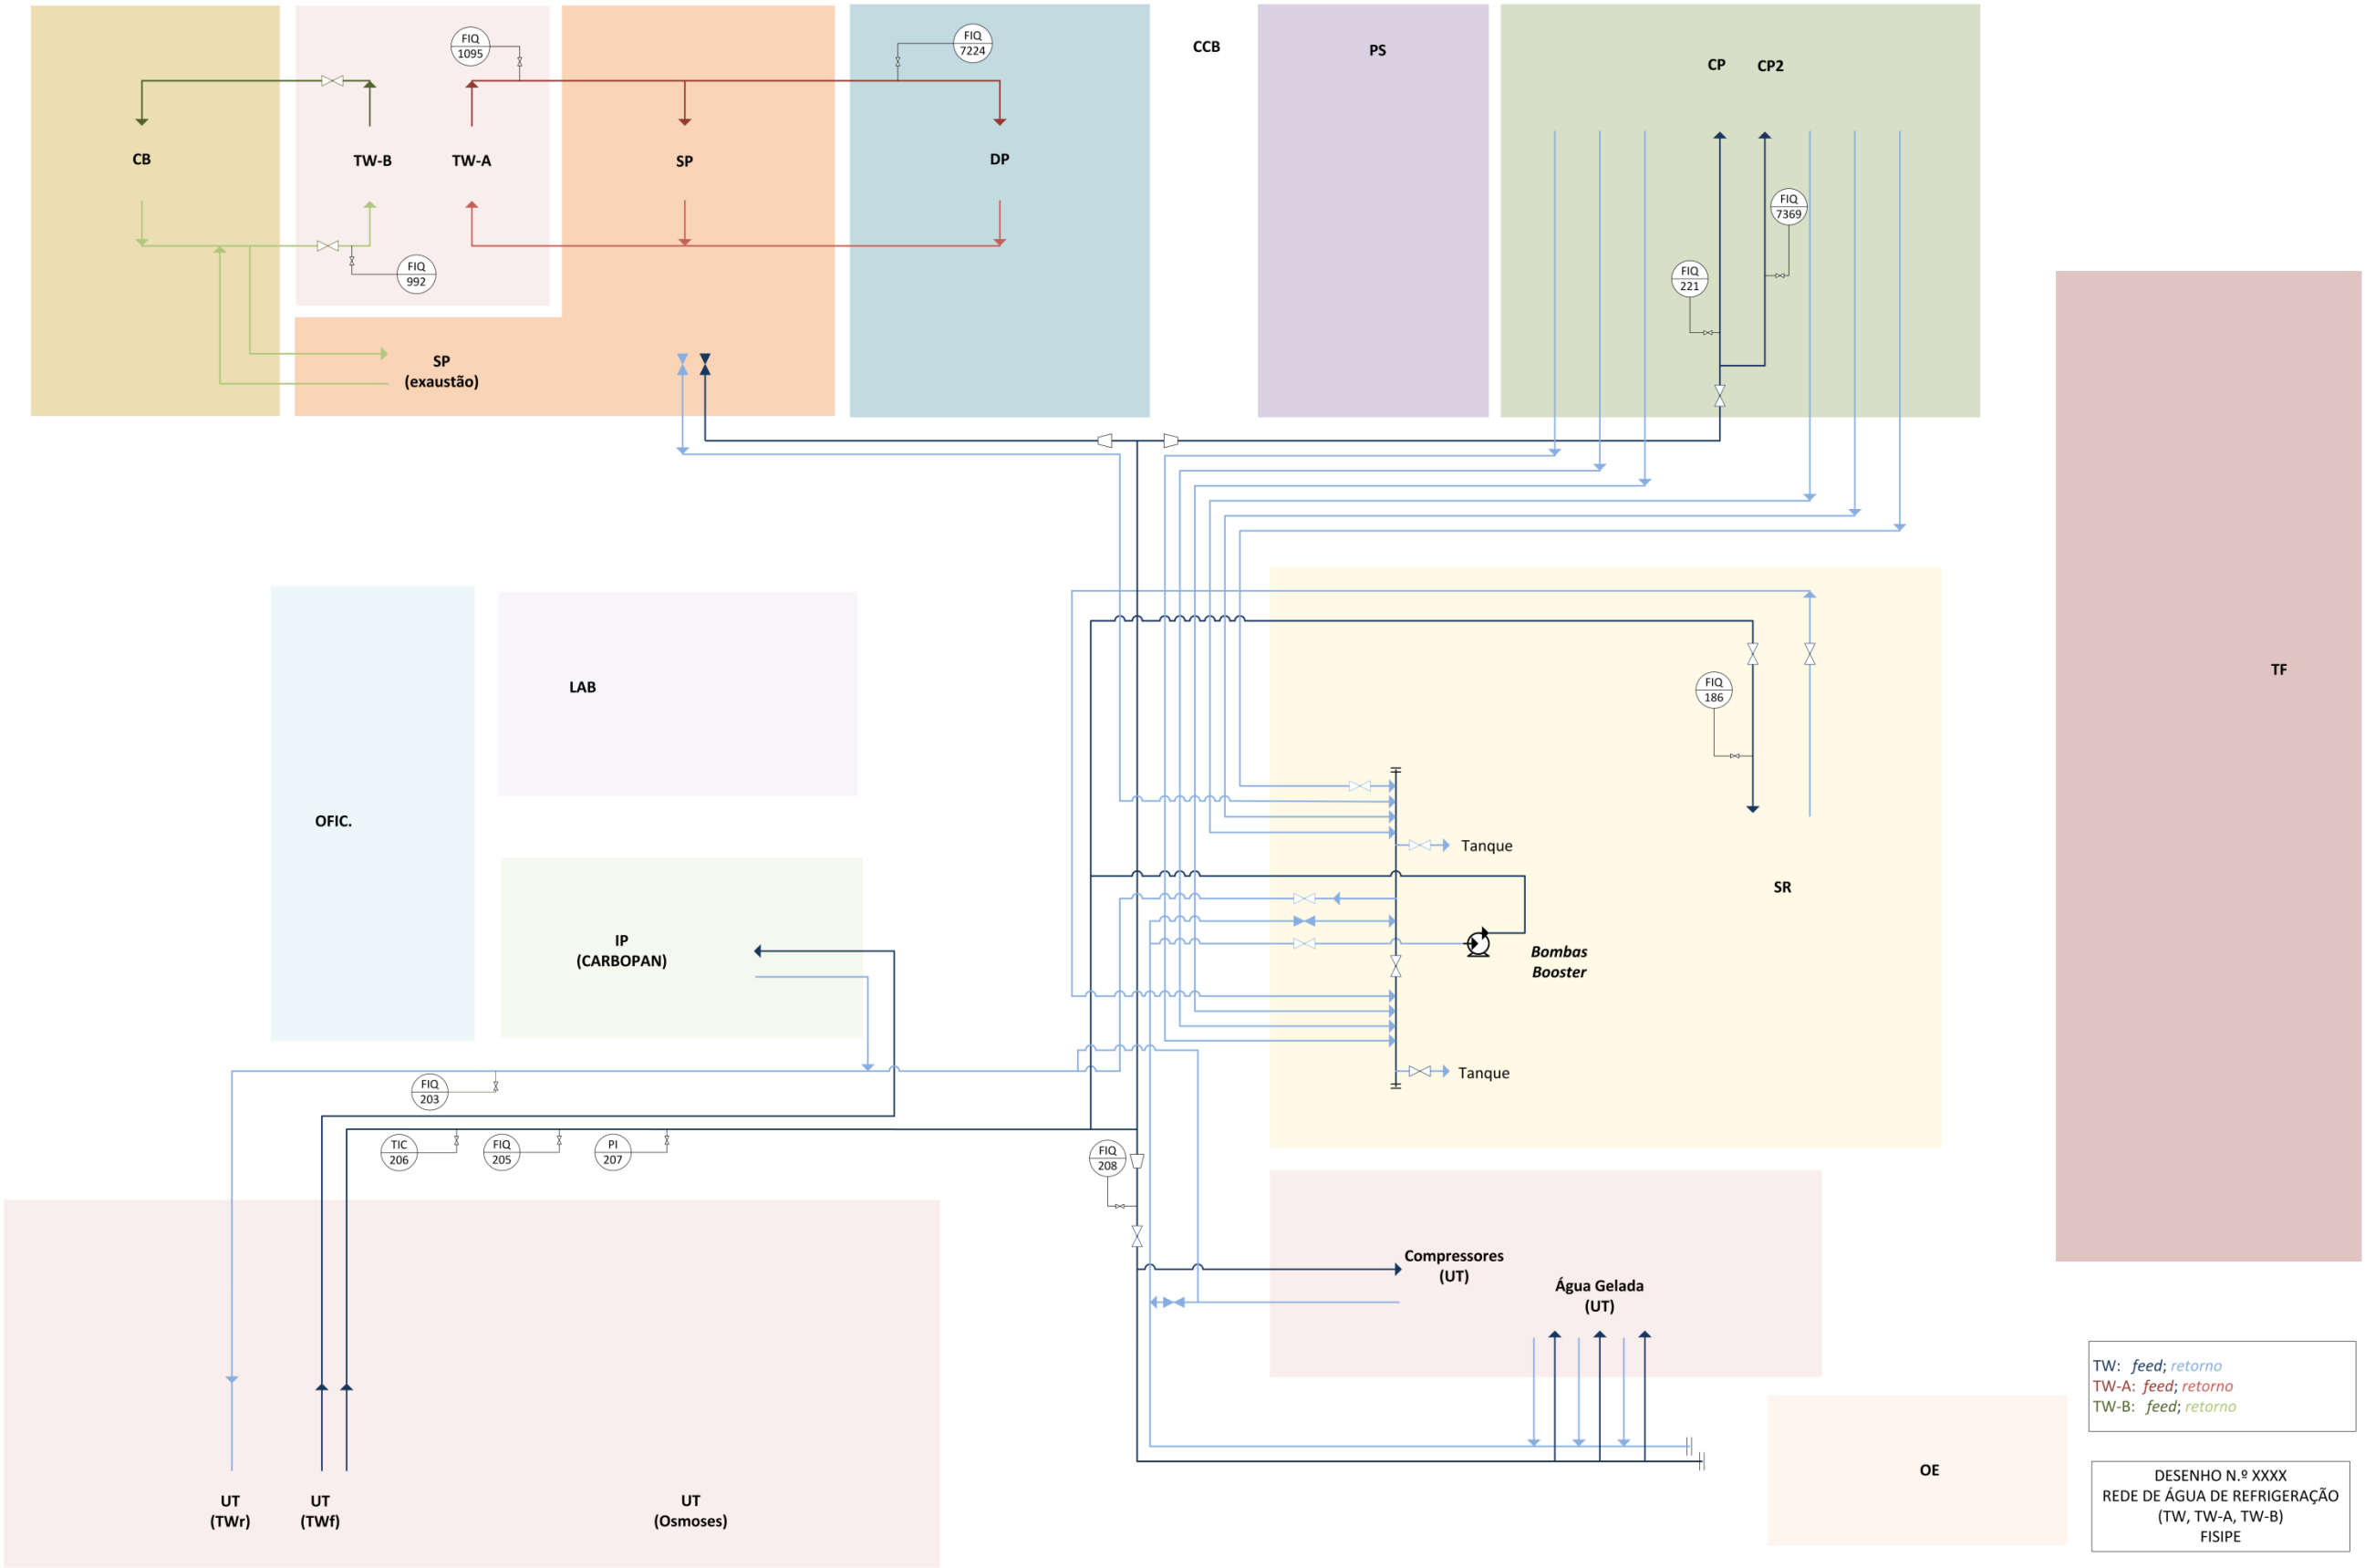 FIQ
1095
FIQ
7224
CCB
PS
CP
CP2
CB
TW-B
TW-A
SP
DP
FIQ
7369
FIQ
992
FIQ
221
SP
(exaustão)
TF
LAB
FIQ
186
OFIC.
Tanque
SR
IP
(CARBOPAN)
Bombas
Booster
Tanque
FIQ
203
TIC
206
FIQ
205
PI
207
FIQ
208
Compressores
(UT)
Água Gelada
(UT)
TW: feed; retorno
TW-A: feed; retorno
TW-B: feed; retorno
OE
UT
(TWr)
UT
(TWf)
UT
(Osmoses)
DESENHO N.º XXXX
REDE DE ÁGUA DE REFRIGERAÇÃO
(TW, TW-A, TW-B)
FISIPE